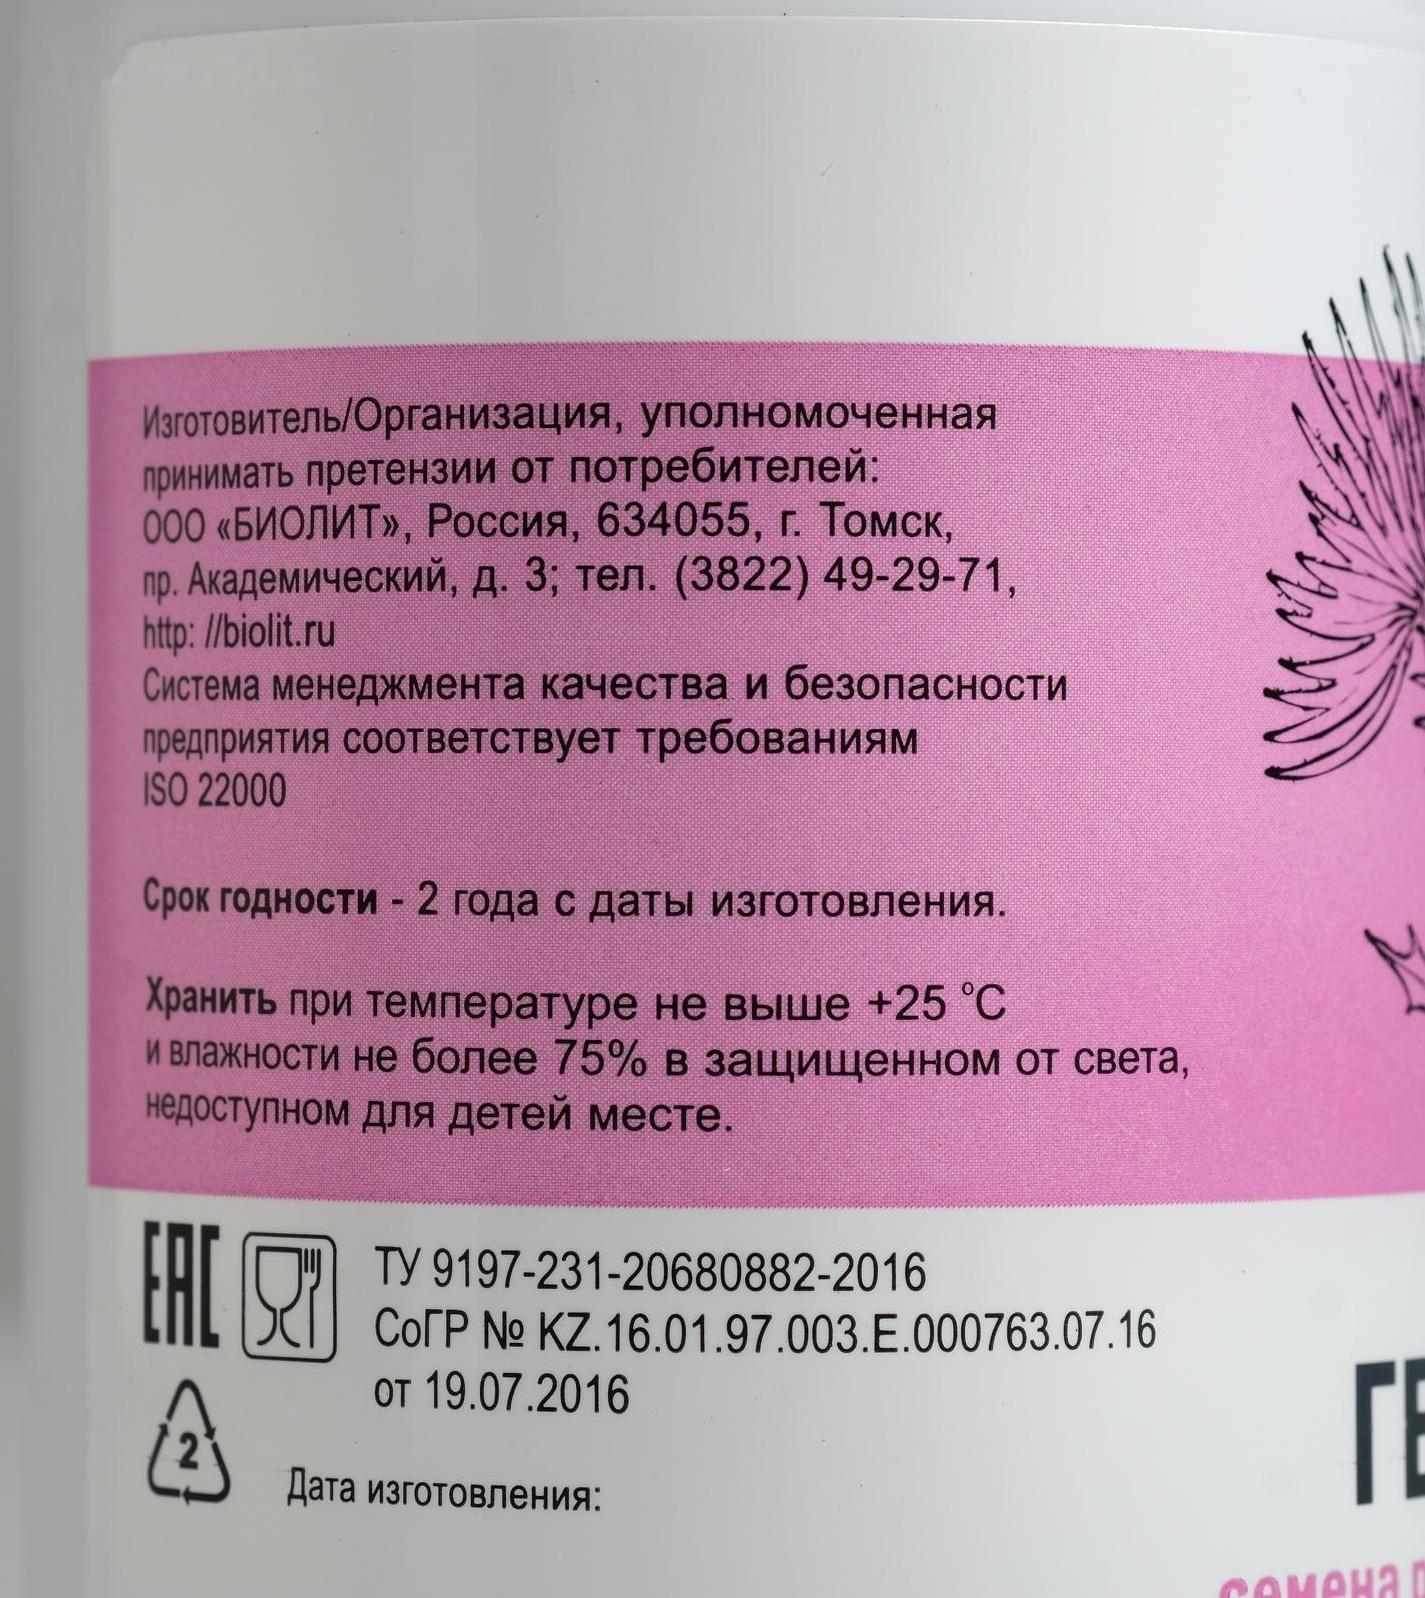 Изготовитель/Организация, уполномоченная
принимать претензии от потребителей:
ООО «БИОЛИТ», Россия, 634055, г. Томск,
пр. Академический, д. 3; тел. (3822) 49-29-71,
http: //biolit.ru
Система менеджмента качества и безопасности
предприятия соответствует требованиям
ISO 22000
Срок годности - 2 года с даты изготовления.
Хранить при температуре не выше +25 °С
и влажности не более 75% в защищенном от света,
недоступном для детей месте.
EAC
ТУ 9197-231-20680882-2016
СоГР № KZ.16.01.97.003.Е.000763.07.16
от 19.07.2016
2
Дата изготовления:
семена